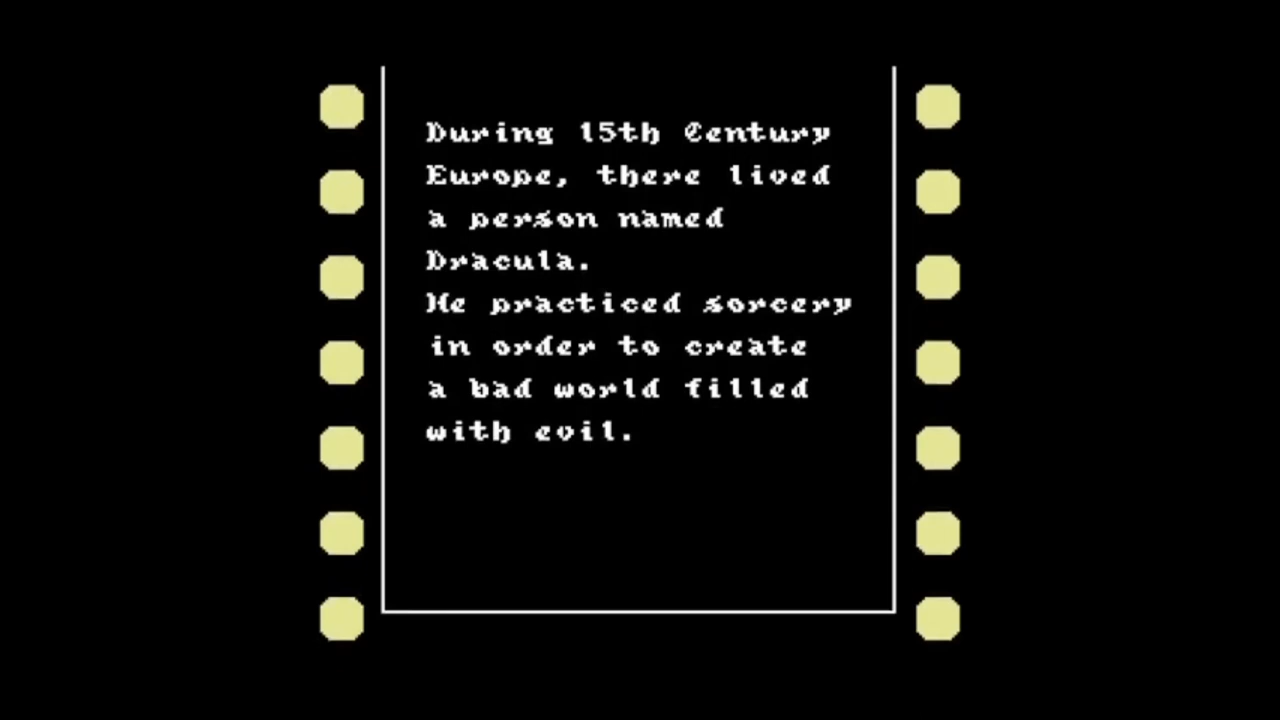 During 15th Century
Europe, there lived
a person named
Dracula.
He practiced sorcery
in order to create
a bad world filled
with evil.